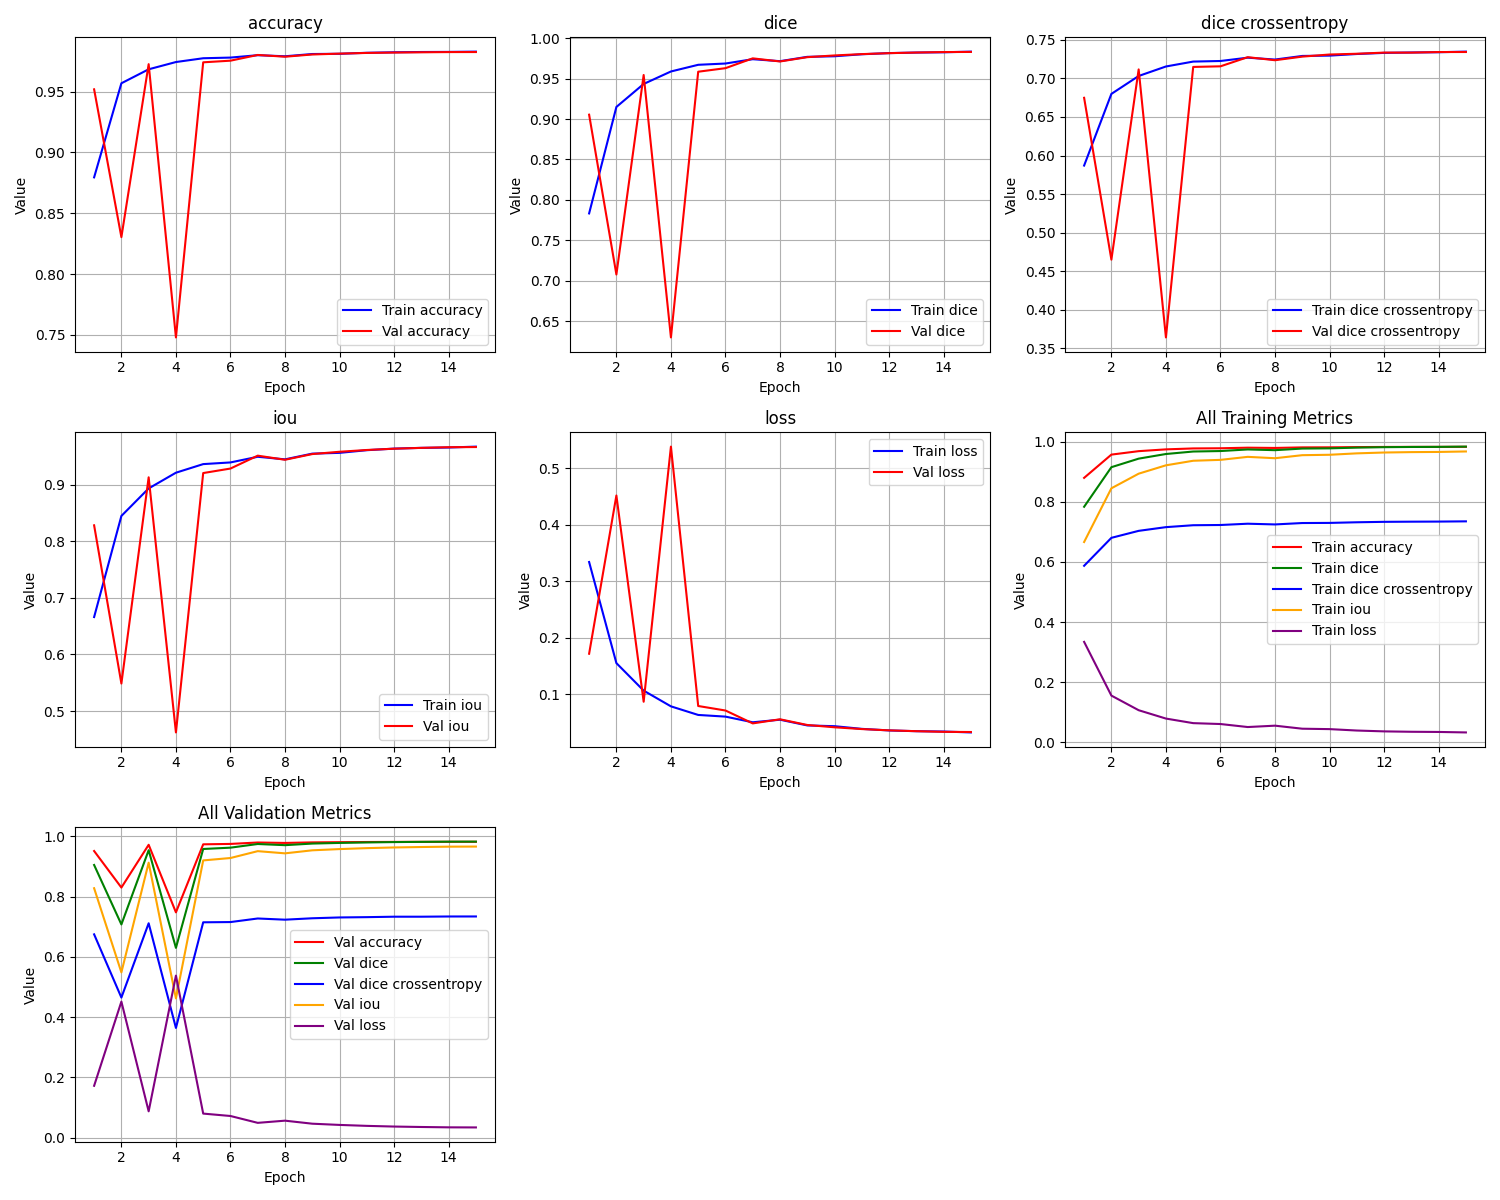 accuracy
Value
0.95
0.90
0.85
0.80
0.75
Train accuracy
Val accuracy
2 4 6 8 10 12 14
Epoch
dice
Value
1.00
0.95
0.90
0.85
0.80
0.75
0.70
0.65
Train dice
Val dice
2 4 6 8 10 12 14
Epoch
dice crossentropy
Value
0.75
0.70
0.65
0.60
0.55
0.50
0.45
0.40
0.35
Train dice crossentropy
Val dice crossentropy
2 4 6 8 10 12 14
Epoch
iou
Value
0.9
0.8
0.7
0.6
0.5
Train iou
Val iou
2 4 6 8 10 12 14
Epoch
loss
Value
0.5
0.4
0.3
0.2
0.1
Train loss
Val loss
2 4 6 8 10 12 14
Epoch
All Training Metrics
Value
1.0
0.8
0.6
0.4
0.2
0.0
Train accuracy
Train dice
Train dice crossentropy
Train iou
Train loss
2 4 6 8 10 12 14
Epoch
All Validation Metrics
Value
1.0
0.8
0.6
0.4
0.2
0.0
Val accuracy
Val dice
Val dice crossentropy
Val iou
Val loss
2 4 6 8 10 12 14
Epoch